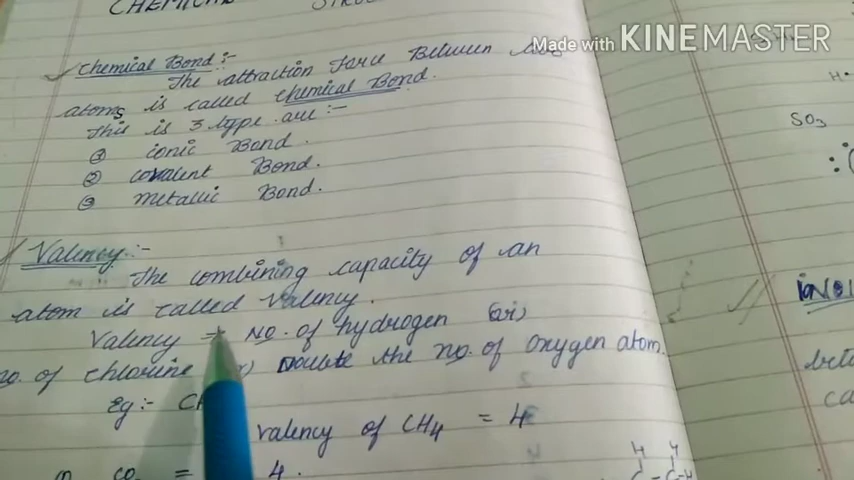 CHEMICAL
Made with KINEMASTER
Chemical Bond :-
The attraction force Between two
atoms is called chemical Bond.
This is 3 type are :-
① ionic Bond.
② covalent Bond.
③ metallic Bond.
Valency :-
The combining capacity of an
atom is called Valency.
Valency = No. of hydrogen (or)
no. of chlorine Double the no. of oxygen atom.
Eg :-
valency of CH4 = 4
= 4.
SO3